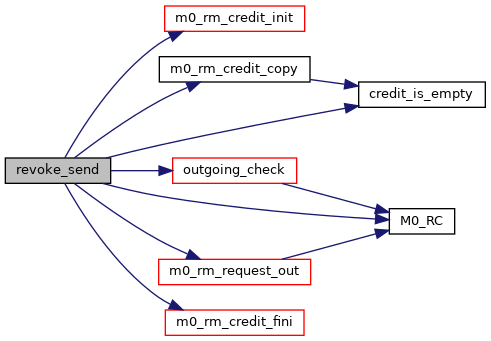 m0_rm_credit_init
m0_rm_credit_copy
credit_is_empty
revoke_send
outgoing_check
M0_RC
m0_rm_request_out
m0_rm_credit_fini